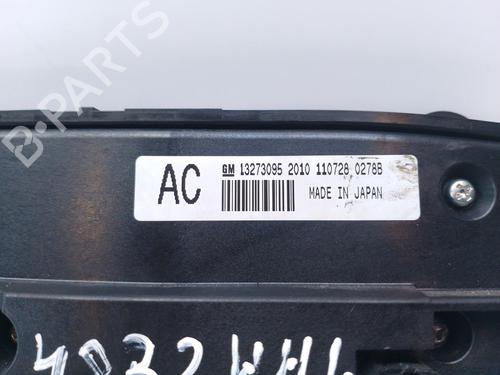 B-PARTS
AC
GM 13273095 2010 110728 0278B
MADE IN JAPAN